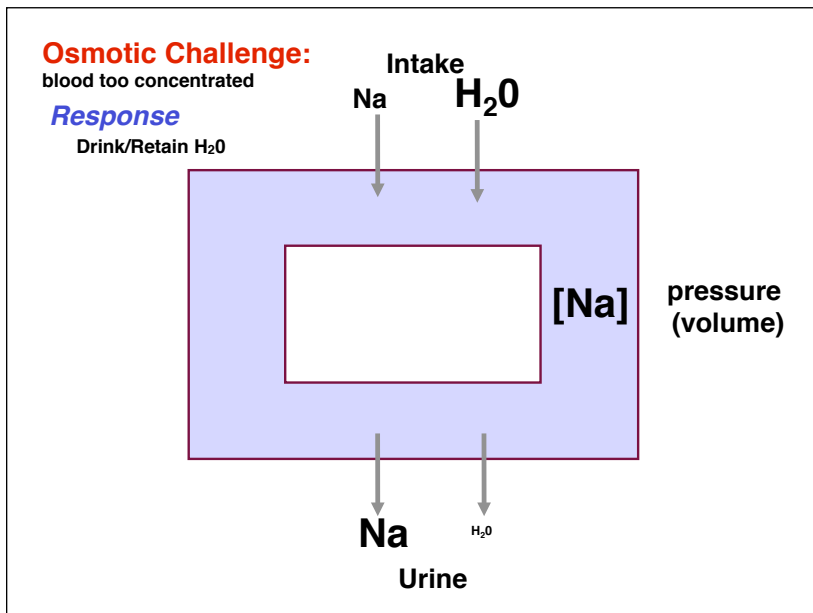 Osmotic Challenge:
blood too concentrated
Response
Drink/Retain H₂0
Intake
Na H₂0
[Na]
pressure
(volume)
Na H₂0
Urine